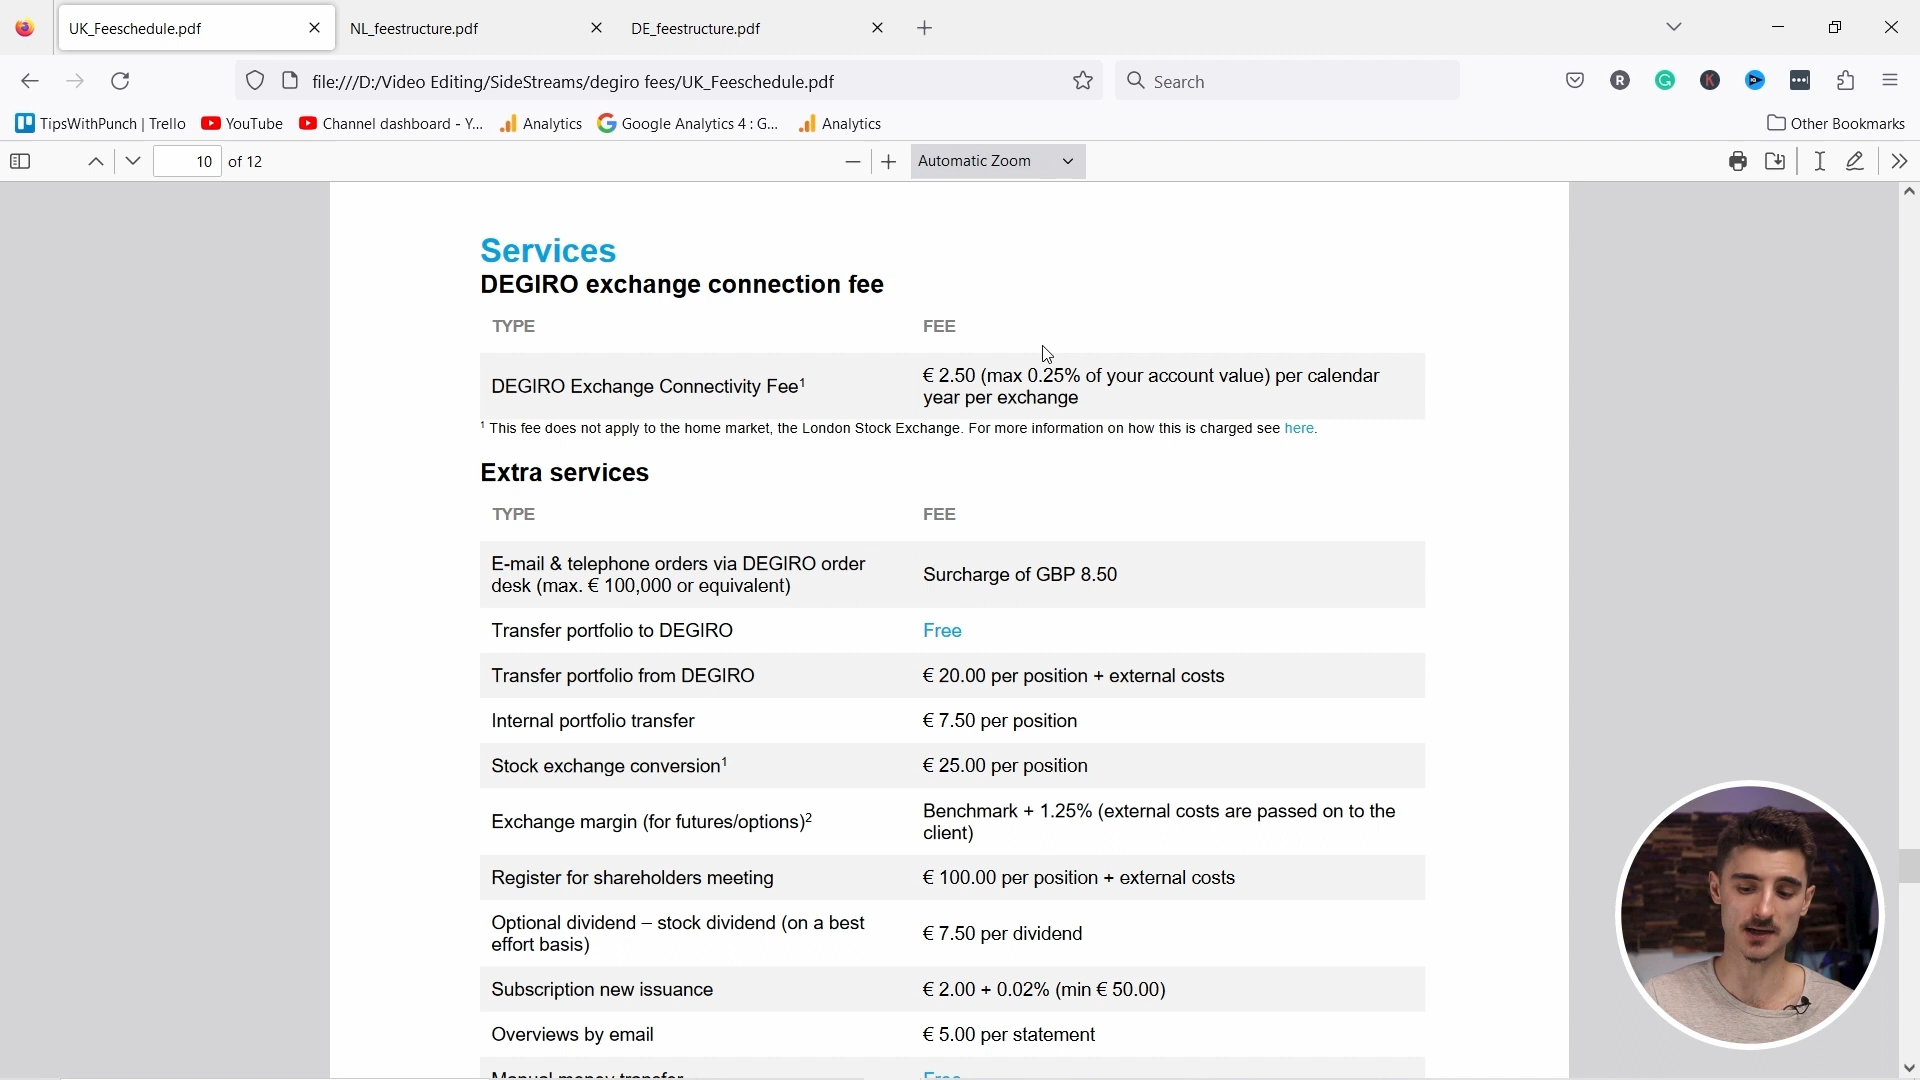 UK_Feeschedule.pdf
NL_feestructure.pdf
DE_feestructure.pdf
file:///D:/Video Editing/SideStreams/degiro fees/UK_Feeschedule.pdf
Search
TipsWithPunch | Trello
YouTube
Channel dashboard - Y...
Analytics
Google Analytics 4 : G...
Analytics
Other Bookmarks
10 of 12
Automatic Zoom
Services
DEGIRO exchange connection fee
TYPE FEE
DEGIRO Exchange Connectivity Fee¹
€ 2.50 (max 0.25% of your account value) per calendar
year per exchange
¹ This fee does not apply to the home market, the London Stock Exchange. For more information on how this is charged see here.
Extra services
TYPE FEE
E-mail & telephone orders via DEGIRO order
desk (max. € 100,000 or equivalent)
Surcharge of GBP 8.50
Transfer portfolio to DEGIRO Free
Transfer portfolio from DEGIRO € 20.00 per position + external costs
Internal portfolio transfer € 7.50 per position
Stock exchange conversion¹ € 25.00 per position
Exchange margin (for futures/options)²
Benchmark + 1.25% (external costs are passed on to the
client)
Register for shareholders meeting € 100.00 per position + external costs
Optional dividend – stock dividend (on a best
effort basis)
€ 7.50 per dividend
Subscription new issuance € 2.00 + 0.02% (min € 50.00)
Overviews by email € 5.00 per statement
Manual money transfer Free